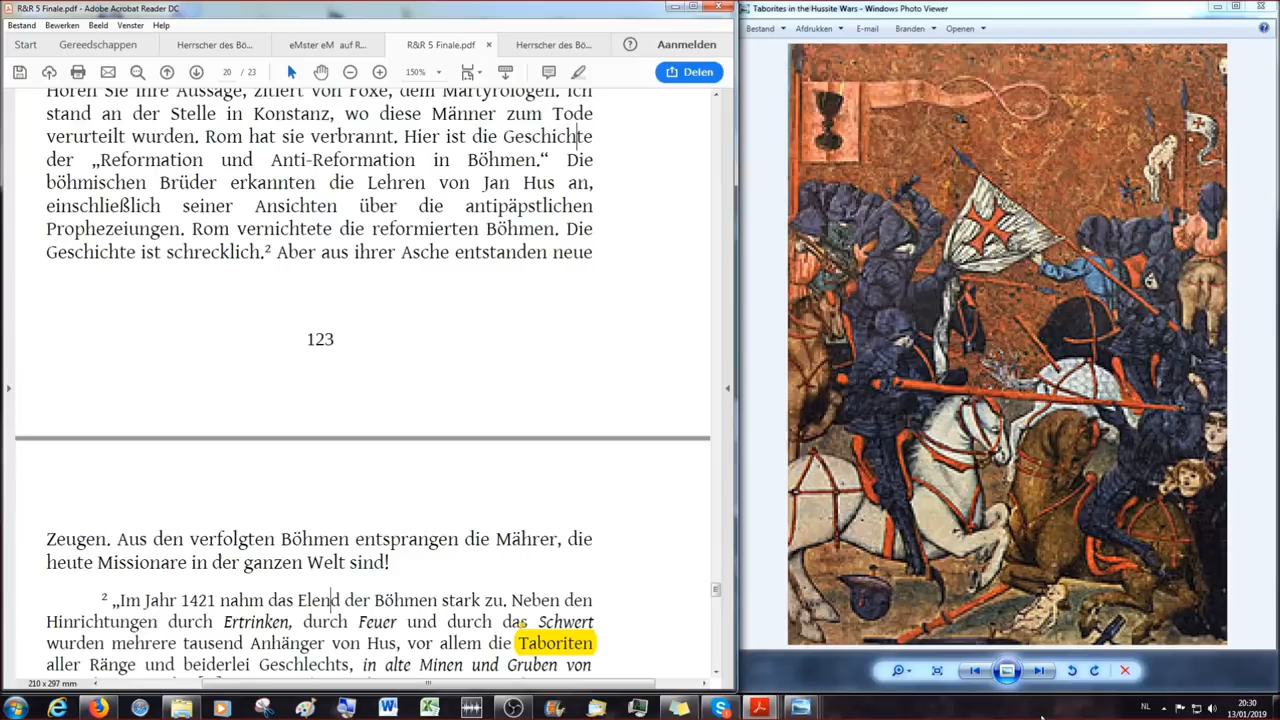 R&R 5 Finale.pdf - Adobe Acrobat Reader DC
Bestand Bewerken Beeld Venster Help
Start Gereedschappen Herrscher des Bö... eMster eM auf R... R&R 5 Finale.pdf × Herrscher des Bö... Aanmelden
20 / 23 150% Delen
Hören Sie ihre Aussage, zitiert von Foxe, dem Martyrologen. Ich
stand an der Stelle in Konstanz, wo diese Männer zum Tode
verurteilt wurden. Rom hat sie verbrannt. Hier ist die Geschichte
der „Reformation und Anti-Reformation in Böhmen.“ Die
böhmischen Brüder erkannten die Lehren von Jan Hus an,
einschließlich seiner Ansichten über die antipäpstlichen
Prophezeiungen. Rom vernichtete die reformierten Böhmen. Die
Geschichte ist schrecklich.² Aber aus ihrer Asche entstanden neue
123
Zeugen. Aus den verfolgten Böhmen entsprangen die Mährer, die
heute Missionare in der ganzen Welt sind!
² „Im Jahr 1421 nahm das Elend der Böhmen stark zu. Neben den
Hinrichtungen durch Ertrinken, durch Feuer und durch das Schwert
wurden mehrere tausend Anhänger von Hus, vor allem die Taboriten
aller Ränge und beiderlei Geschlechts, in alte Minen und Gruben von
210 x 297 mm
Taborites in the Hussite Wars - Windows Photo Viewer
Bestand Afdrukken E-mail Branden Openen
NL 20:30
13/01/2019